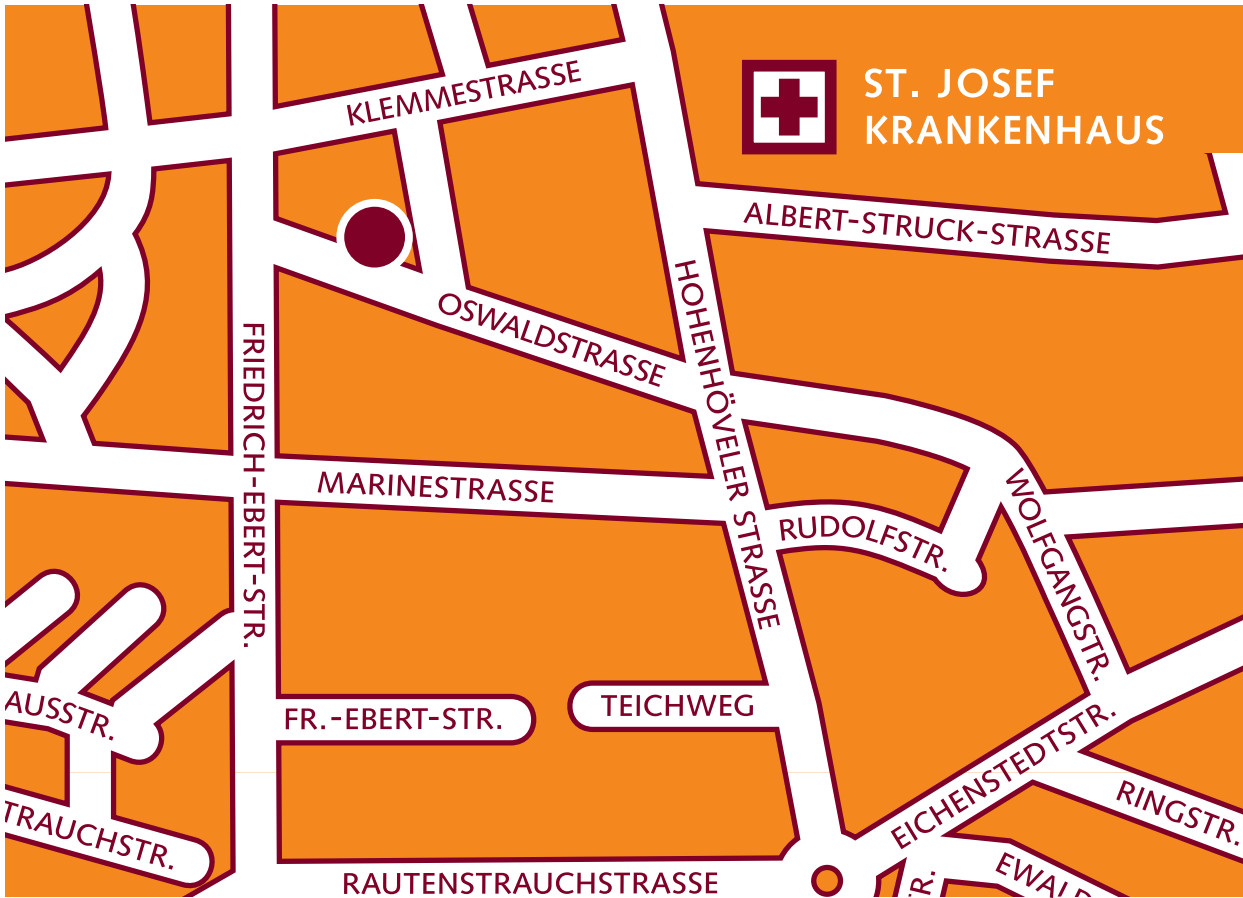 ST. JOSEF
KRANKENHAUS
KLEMMESTRASSE
ALBERT-STRUCK-STRASSE
OSWALDSTRASSE
HOHENHÖVELER STRASSE
FRIEDRICH-EBERT-STR.
MARINESTRASSE
RUDOLFSTR.
WOLFGANGSTR.
AUSSTR.
FR.-EBERT-STR.
TEICHWEG
EICHENSTEDTSTR.
RINGSTR.
TRAUCHSTR.
RAUTENSTRAUCHSTRASSE
EWALD
R.